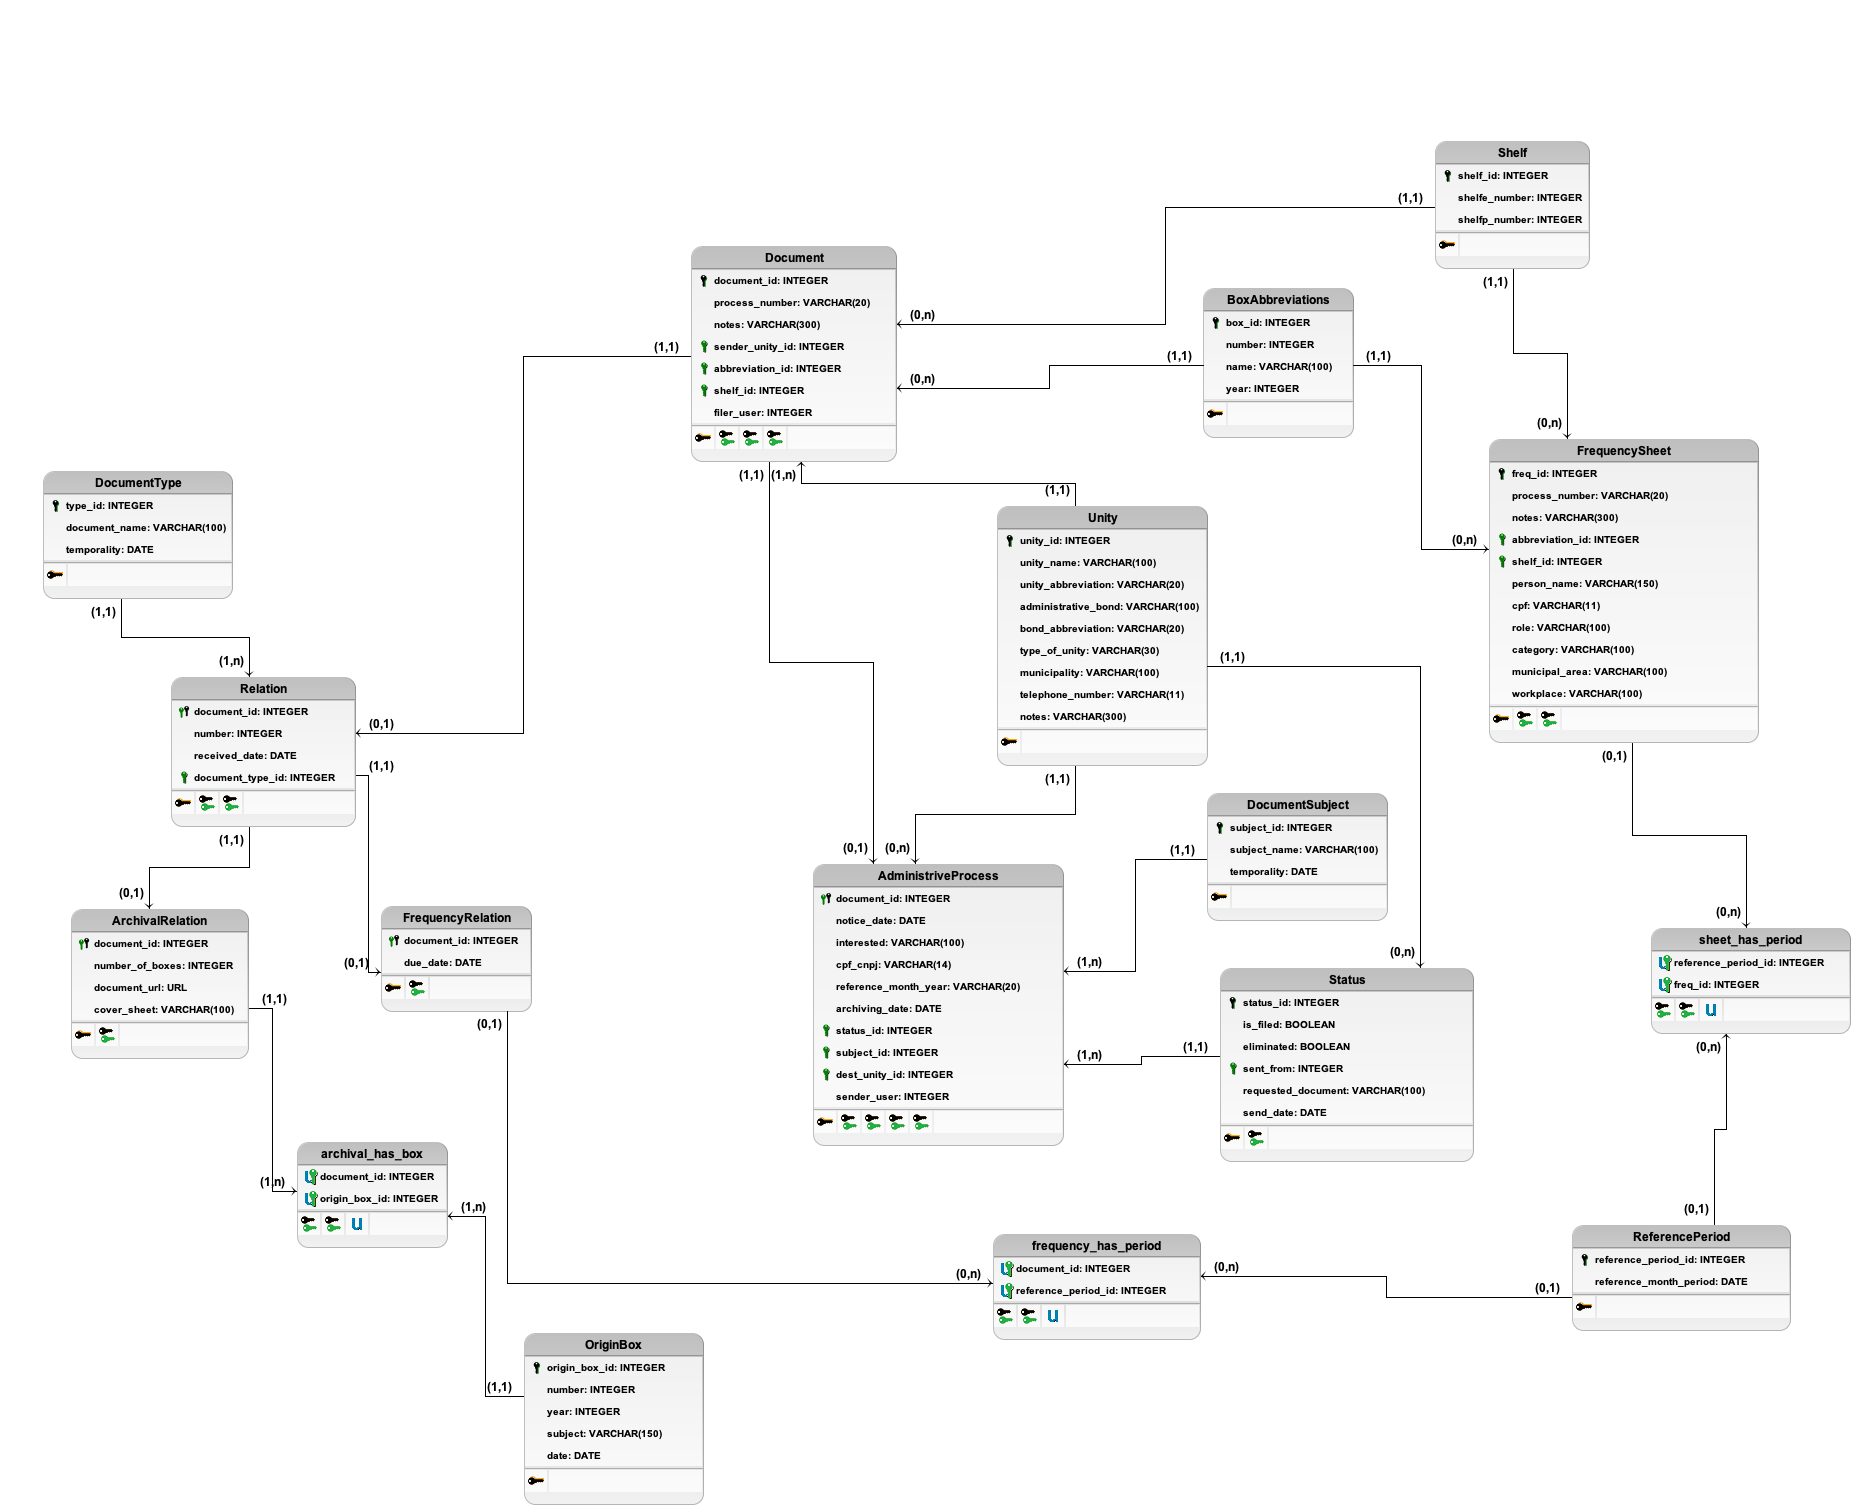 Shelf
shelf_id: INTEGER
shelfe_number: INTEGER
shelfp_number: INTEGER
(1,1)
(1,1)
Document
document_id: INTEGER
process_number: VARCHAR(20)
notes: VARCHAR(300)
sender_unity_id: INTEGER
abbreviation_id: INTEGER
shelf_id: INTEGER
filer_user: INTEGER
(0,n)
(0,n)
(1,1)
(1,1)
(1,n)
BoxAbbreviations
box_id: INTEGER
number: INTEGER
name: VARCHAR(100)
year: INTEGER
(1,1)
(1,1)
(0,n)
(0,n)
FrequencySheet
freq_id: INTEGER
process_number: VARCHAR(20)
notes: VARCHAR(300)
abbreviation_id: INTEGER
shelf_id: INTEGER
person_name: VARCHAR(150)
cpf: VARCHAR(11)
role: VARCHAR(100)
category: VARCHAR(100)
municipal_area: VARCHAR(100)
workplace: VARCHAR(100)
(0,1)
DocumentType
type_id: INTEGER
document_name: VARCHAR(100)
temporality: DATE
(1,1)
(1,1)
Unity
unity_id: INTEGER
unity_name: VARCHAR(100)
unity_abbreviation: VARCHAR(20)
administrative_bond: VARCHAR(100)
bond_abbreviation: VARCHAR(20)
type_of_unity: VARCHAR(30)
municipality: VARCHAR(100)
telephone_number: VARCHAR(11)
notes: VARCHAR(300)
(1,1)
(1,1)
(1,n)
Relation
document_id: INTEGER
number: INTEGER
received_date: DATE
document_type_id: INTEGER
(0,1)
(1,1)
(1,1)
DocumentSubject
subject_id: INTEGER
subject_name: VARCHAR(100)
temporality: DATE
(1,1)
(0,1)
(0,n)
AdministriveProcess
document_id: INTEGER
notice_date: DATE
interested: VARCHAR(100)
cpf_cnpj: VARCHAR(14)
reference_month_year: VARCHAR(20)
archiving_date: DATE
status_id: INTEGER
subject_id: INTEGER
dest_unity_id: INTEGER
sender_user: INTEGER
(1,n)
(1,n)
(0,1)
ArchivalRelation
document_id: INTEGER
number_of_boxes: INTEGER
document_url: URL
cover_sheet: VARCHAR(100)
(1,1)
FrequencyRelation
document_id: INTEGER
due_date: DATE
(0,1)
(0,1)
(0,n)
Status
status_id: INTEGER
is_filed: BOOLEAN
eliminated: BOOLEAN
sent_from: INTEGER
requested_document: VARCHAR(100)
send_date: DATE
(1,1)
(0,n)
sheet_has_period
reference_period_id: INTEGER
freq_id: INTEGER
u
(0,n)
archival_has_box
document_id: INTEGER
origin_box_id: INTEGER
u
(1,n)
(1,n)
frequency_has_period
document_id: INTEGER
reference_period_id: INTEGER
u
(0,n)
(0,n)
(0,1)
ReferencePeriod
reference_period_id: INTEGER
reference_month_period: DATE
(0,1)
OriginBox
origin_box_id: INTEGER
number: INTEGER
year: INTEGER
subject: VARCHAR(150)
date: DATE
(1,1)